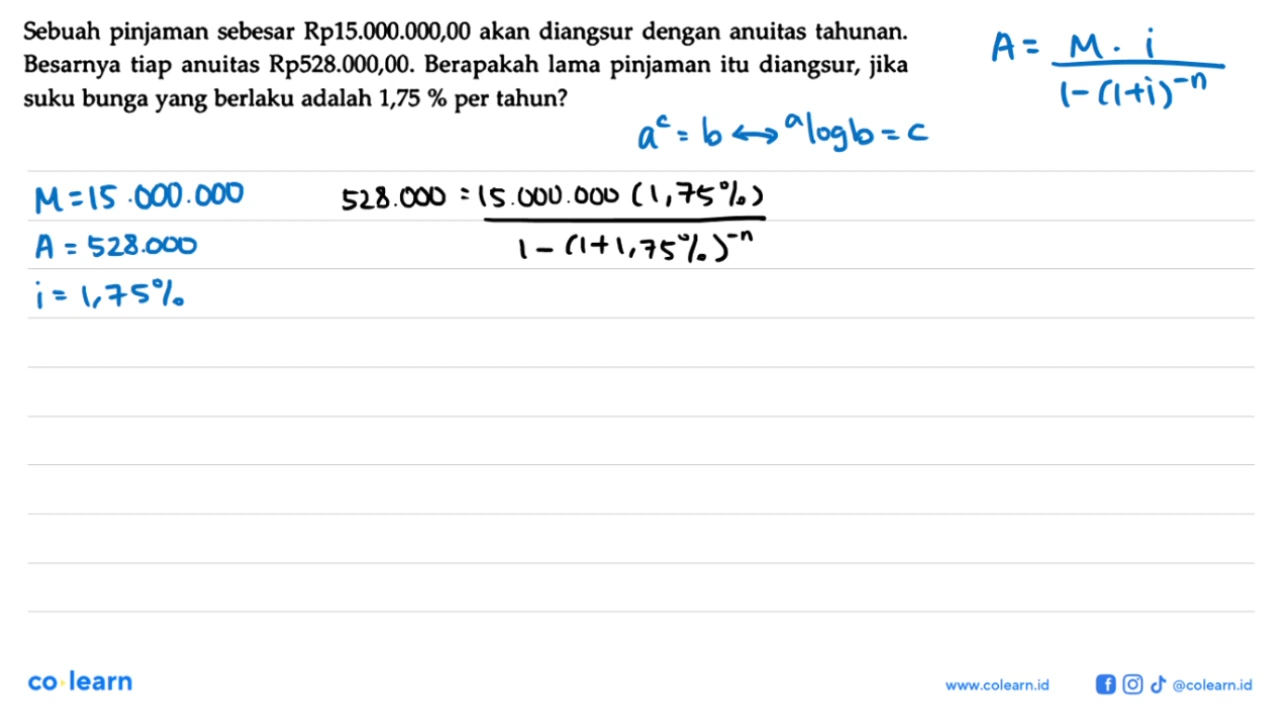 Sebuah pinjaman sebesar Rp15.000.000,00 akan diangsur dengan anuitas tahunan.
Besarnya tiap anuitas Rp528.000,00. Berapakah lama pinjaman itu diangsur, jika
suku bunga yang berlaku adalah 1,75 % per tahun?
A = M . i / 1 - (1+i)^-n
a^c = b ↔ ^a log b = c
M = 15.000.000
A = 528.000
i = 1,75%
528.000 = 15.000.000 (1,75%) / 1 - (1+1,75%)^-n
co·learn
www.colearn.id @colearn.id